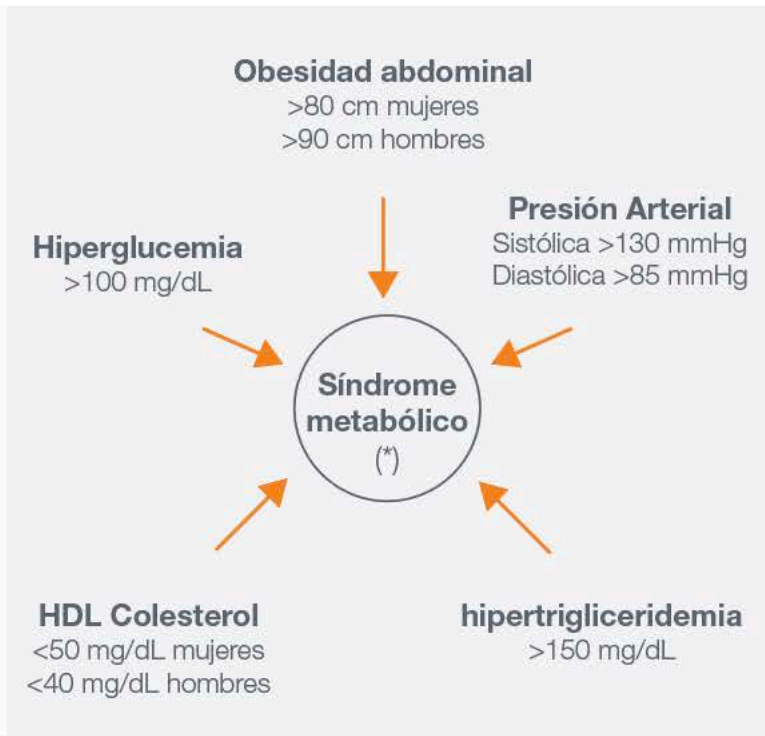 Obesidad abdominal
>80 cm mujeres
>90 cm hombres
Presión Arterial
Sistólica >130 mmHg
Diastólica >85 mmHg
Hiperglucemia
>100 mg/dL
Síndrome
metabólico
(*)
HDL Colesterol
<50 mg/dL mujeres
<40 mg/dL hombres
hipertrigliceridemia
>150 mg/dL